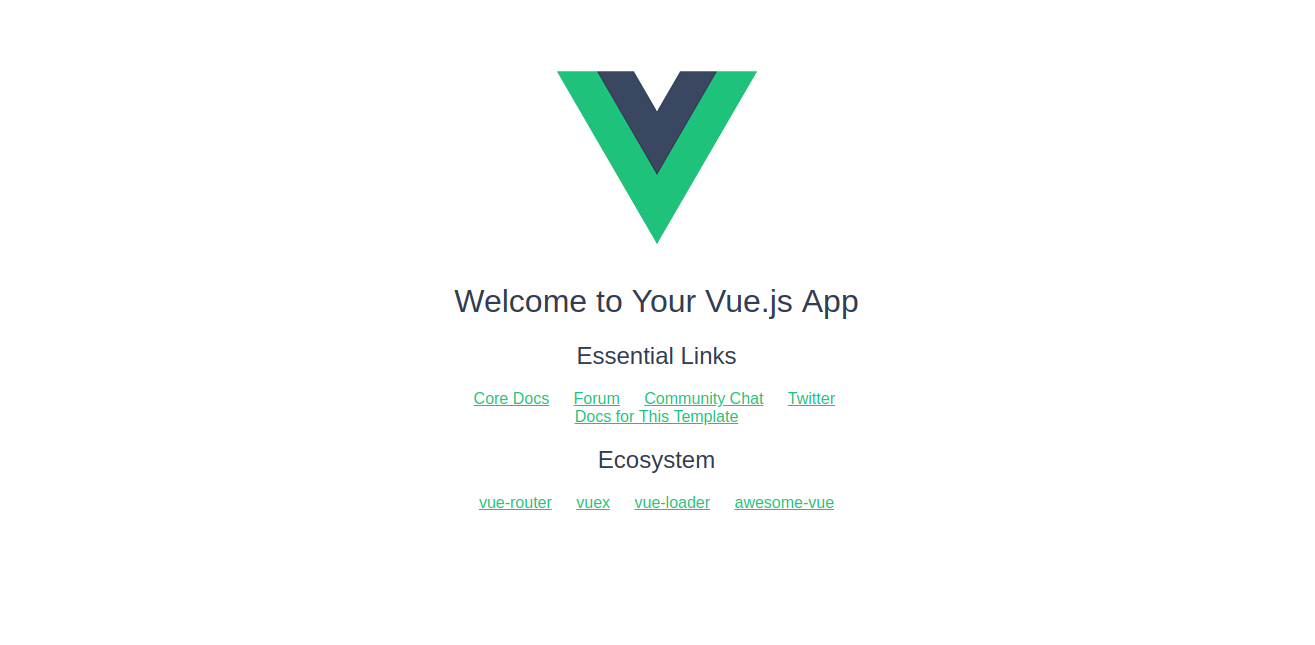 Welcome to Your Vue.js App
Essential Links
Core Docs Forum Community Chat Twitter
Docs for This Template
Ecosystem
vue-router vuex vue-loader awesome-vue